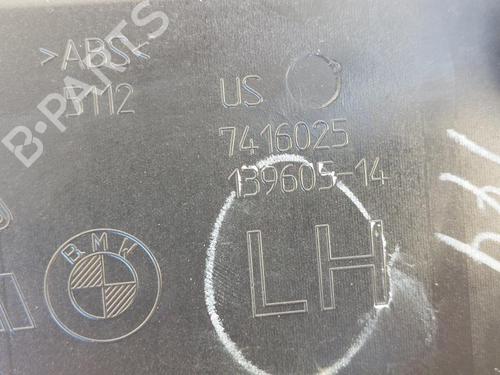 >ABS<
5112
US
7416025
139605-14
LH
BMW
B-PARTS